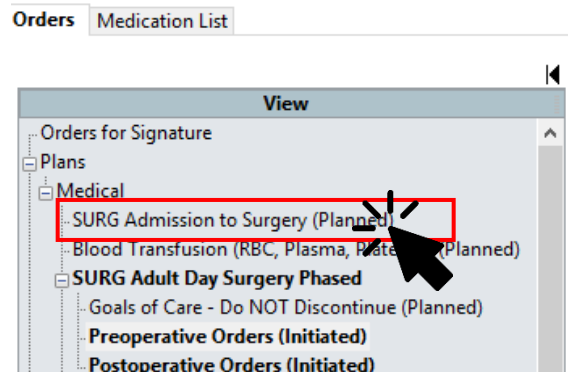 Orders Medication List
View
Orders for Signature
Plans
Medical
SURG Admission to Surgery (Planned)
Blood Transfusion (RBC, Plasma, (Planned)
SURG Adult Day Surgery Phased
Goals of Care - Do NOT Discontinue (Planned)
Preoperative Orders (Initiated)
Postoperative Orders (Initiated)